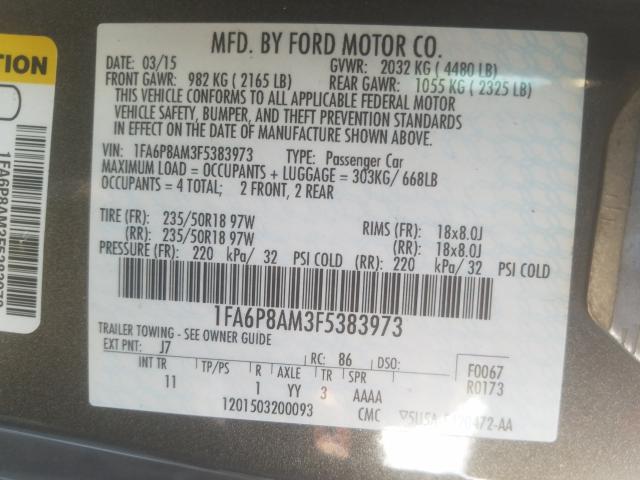 MFD. BY FORD MOTOR CO.
DATE: 03/15 GVWR: 2032 KG ( 4480 LB)
FRONT GAWR: 982 KG ( 2165 LB) REAR GAWR: 1055 KG ( 2325 LB)
THIS VEHICLE CONFORMS TO ALL APPLICABLE FEDERAL MOTOR
VEHICLE SAFETY, BUMPER, AND THEFT PREVENTION STANDARDS
IN EFFECT ON THE DATE OF MANUFACTURE SHOWN ABOVE.
VIN: 1FA6P8AM3F5383973 TYPE: Passenger Car
MAXIMUM LOAD = OCCUPANTS + LUGGAGE = 303KG/ 668LB
OCCUPANTS = 4 TOTAL; 2 FRONT, 2 REAR
TIRE (FR): 235/50R18 97W RIMS (FR): 18x8.0J
(RR): 235/50R18 97W (RR): 18x8.0J
PRESSURE (FR): 220 kPa/ 32 PSI COLD (RR): 220 kPa/ 32 PSI COLD
1FA6P8AM3F5383973
TRAILER TOWING - SEE OWNER GUIDE
EXT PNT: J7 RC: 86 DSO: F0067
INT TR TP/PS R AXLE TR SPR R0173
11 1 YY 3 AAAA
1201503200093 CMC
TION
1FA6P8AM3F5383973